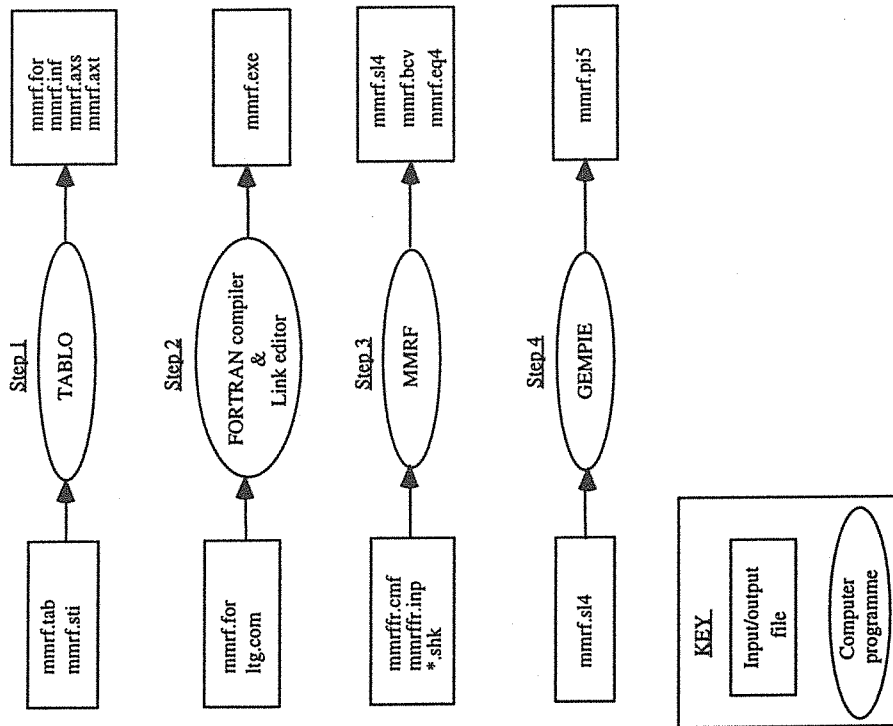 Step 1
mmrf.tab
mmrf.sti
TABLO
mmrf.for
mmrf.inf
mmrf.axs
mmrf.axt
Step 2
mmrf.for
ltg.com
FORTRAN compiler
&
Link editor
mmrf.exe
Step 3
mmrffr.cmf
mmrffr.inp
*.shk
MMRF
mmrf.sl4
mmrf.bcv
mmrf.eq4
Step 4
mmrf.sl4
GEMPIE
mmrf.pi5
KEY
Input/output
file
Computer
programme